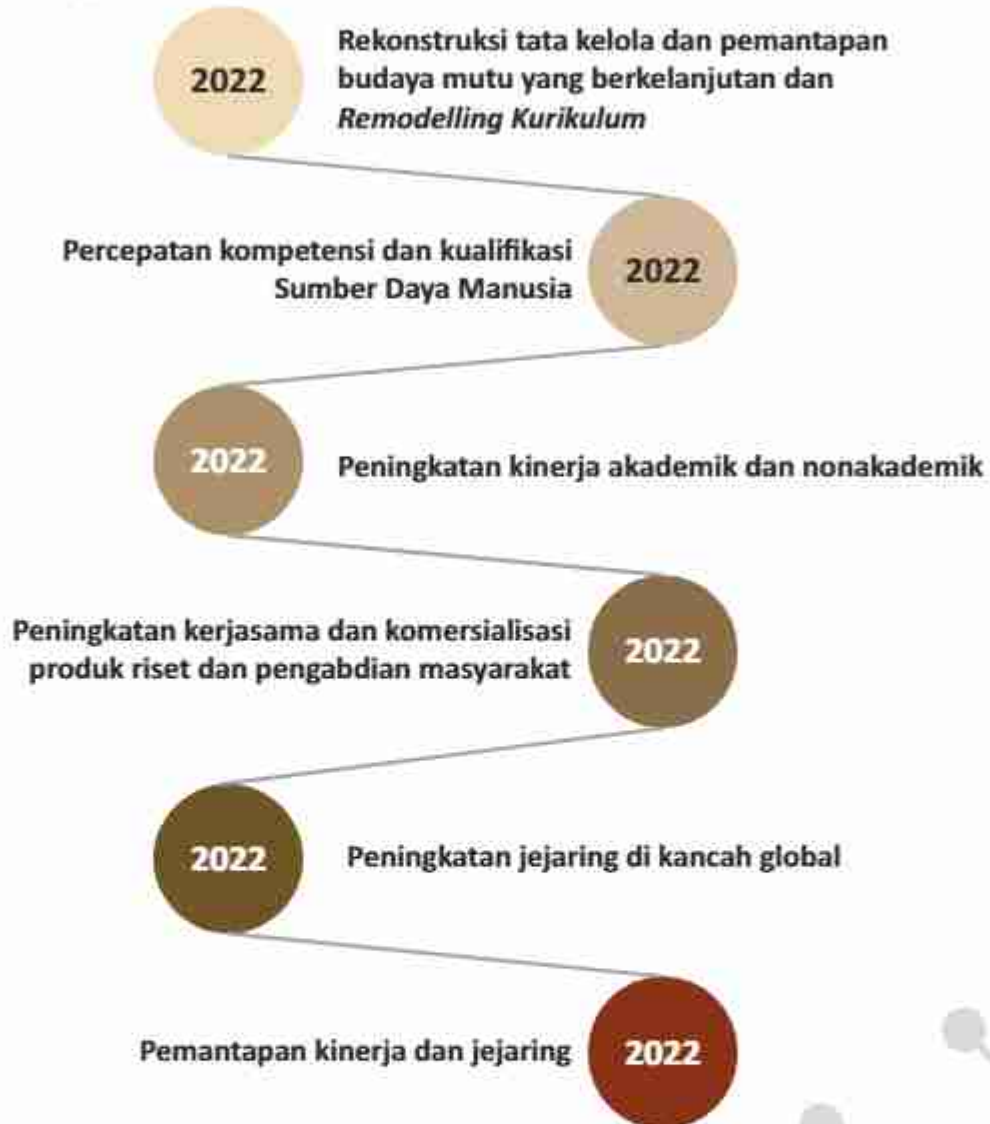 2022
Rekonstruksi tata kelola dan pemantapan
budaya mutu yang berkelanjutan dan
Remodelling Kurikulum
Percepatan kompetensi dan kualifikasi
Sumber Daya Manusia
2022
2022
Peningkatan kinerja akademik dan nonakademik
Peningkatan kerjasama dan komersialisasi
produk riset dan pengabdian masyarakat
2022
2022
Peningkatan jejaring di kancah global
Pemantapan kinerja dan jejaring
2022